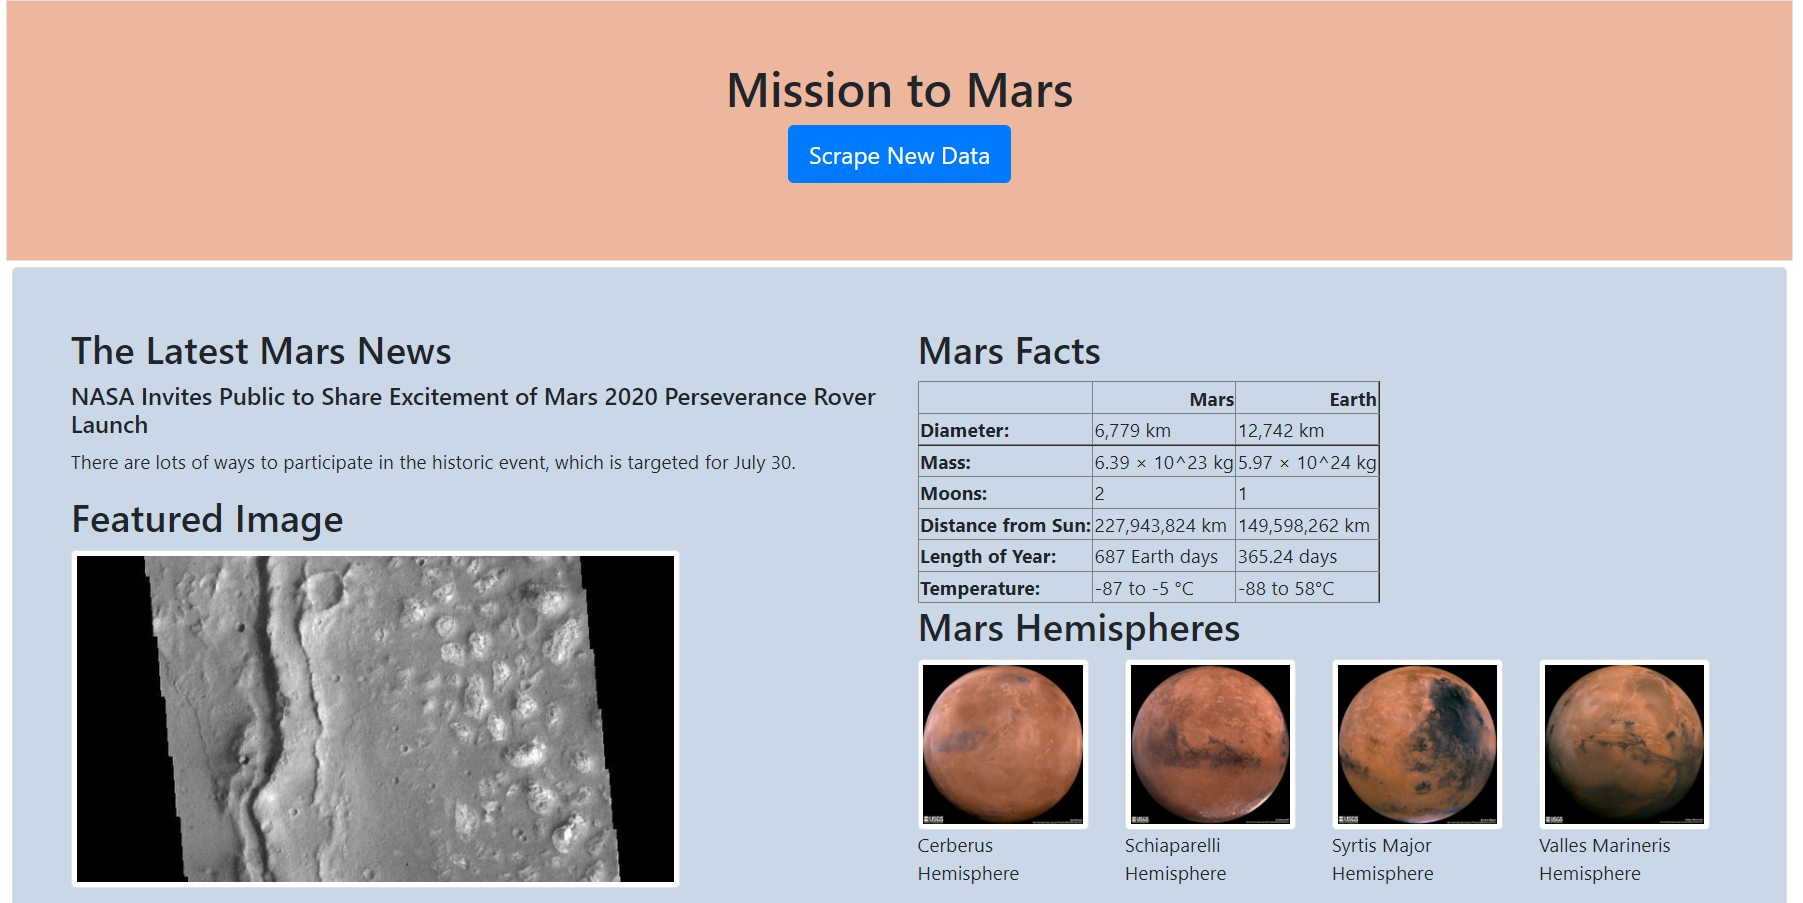 Mission to Mars
Scrape New Data
The Latest Mars News
NASA Invites Public to Share Excitement of Mars 2020 Perseverance Rover
Launch
There are lots of ways to participate in the historic event, which is targeted for July 30.
Featured Image
Mars Facts
Mars Earth
Diameter: 6,779 km 12,742 km
Mass: 6.39 × 10^23 kg 5.97 × 10^24 kg
Moons: 2 1
Distance from Sun: 227,943,824 km 149,598,262 km
Length of Year: 687 Earth days 365.24 days
Temperature: -87 to -5 °C -88 to 58°C
Mars Hemispheres
USGS
USGS
USGS
USGS
Cerberus
Hemisphere
Schiaparelli
Hemisphere
Syrtis Major
Hemisphere
Valles Marineris
Hemisphere